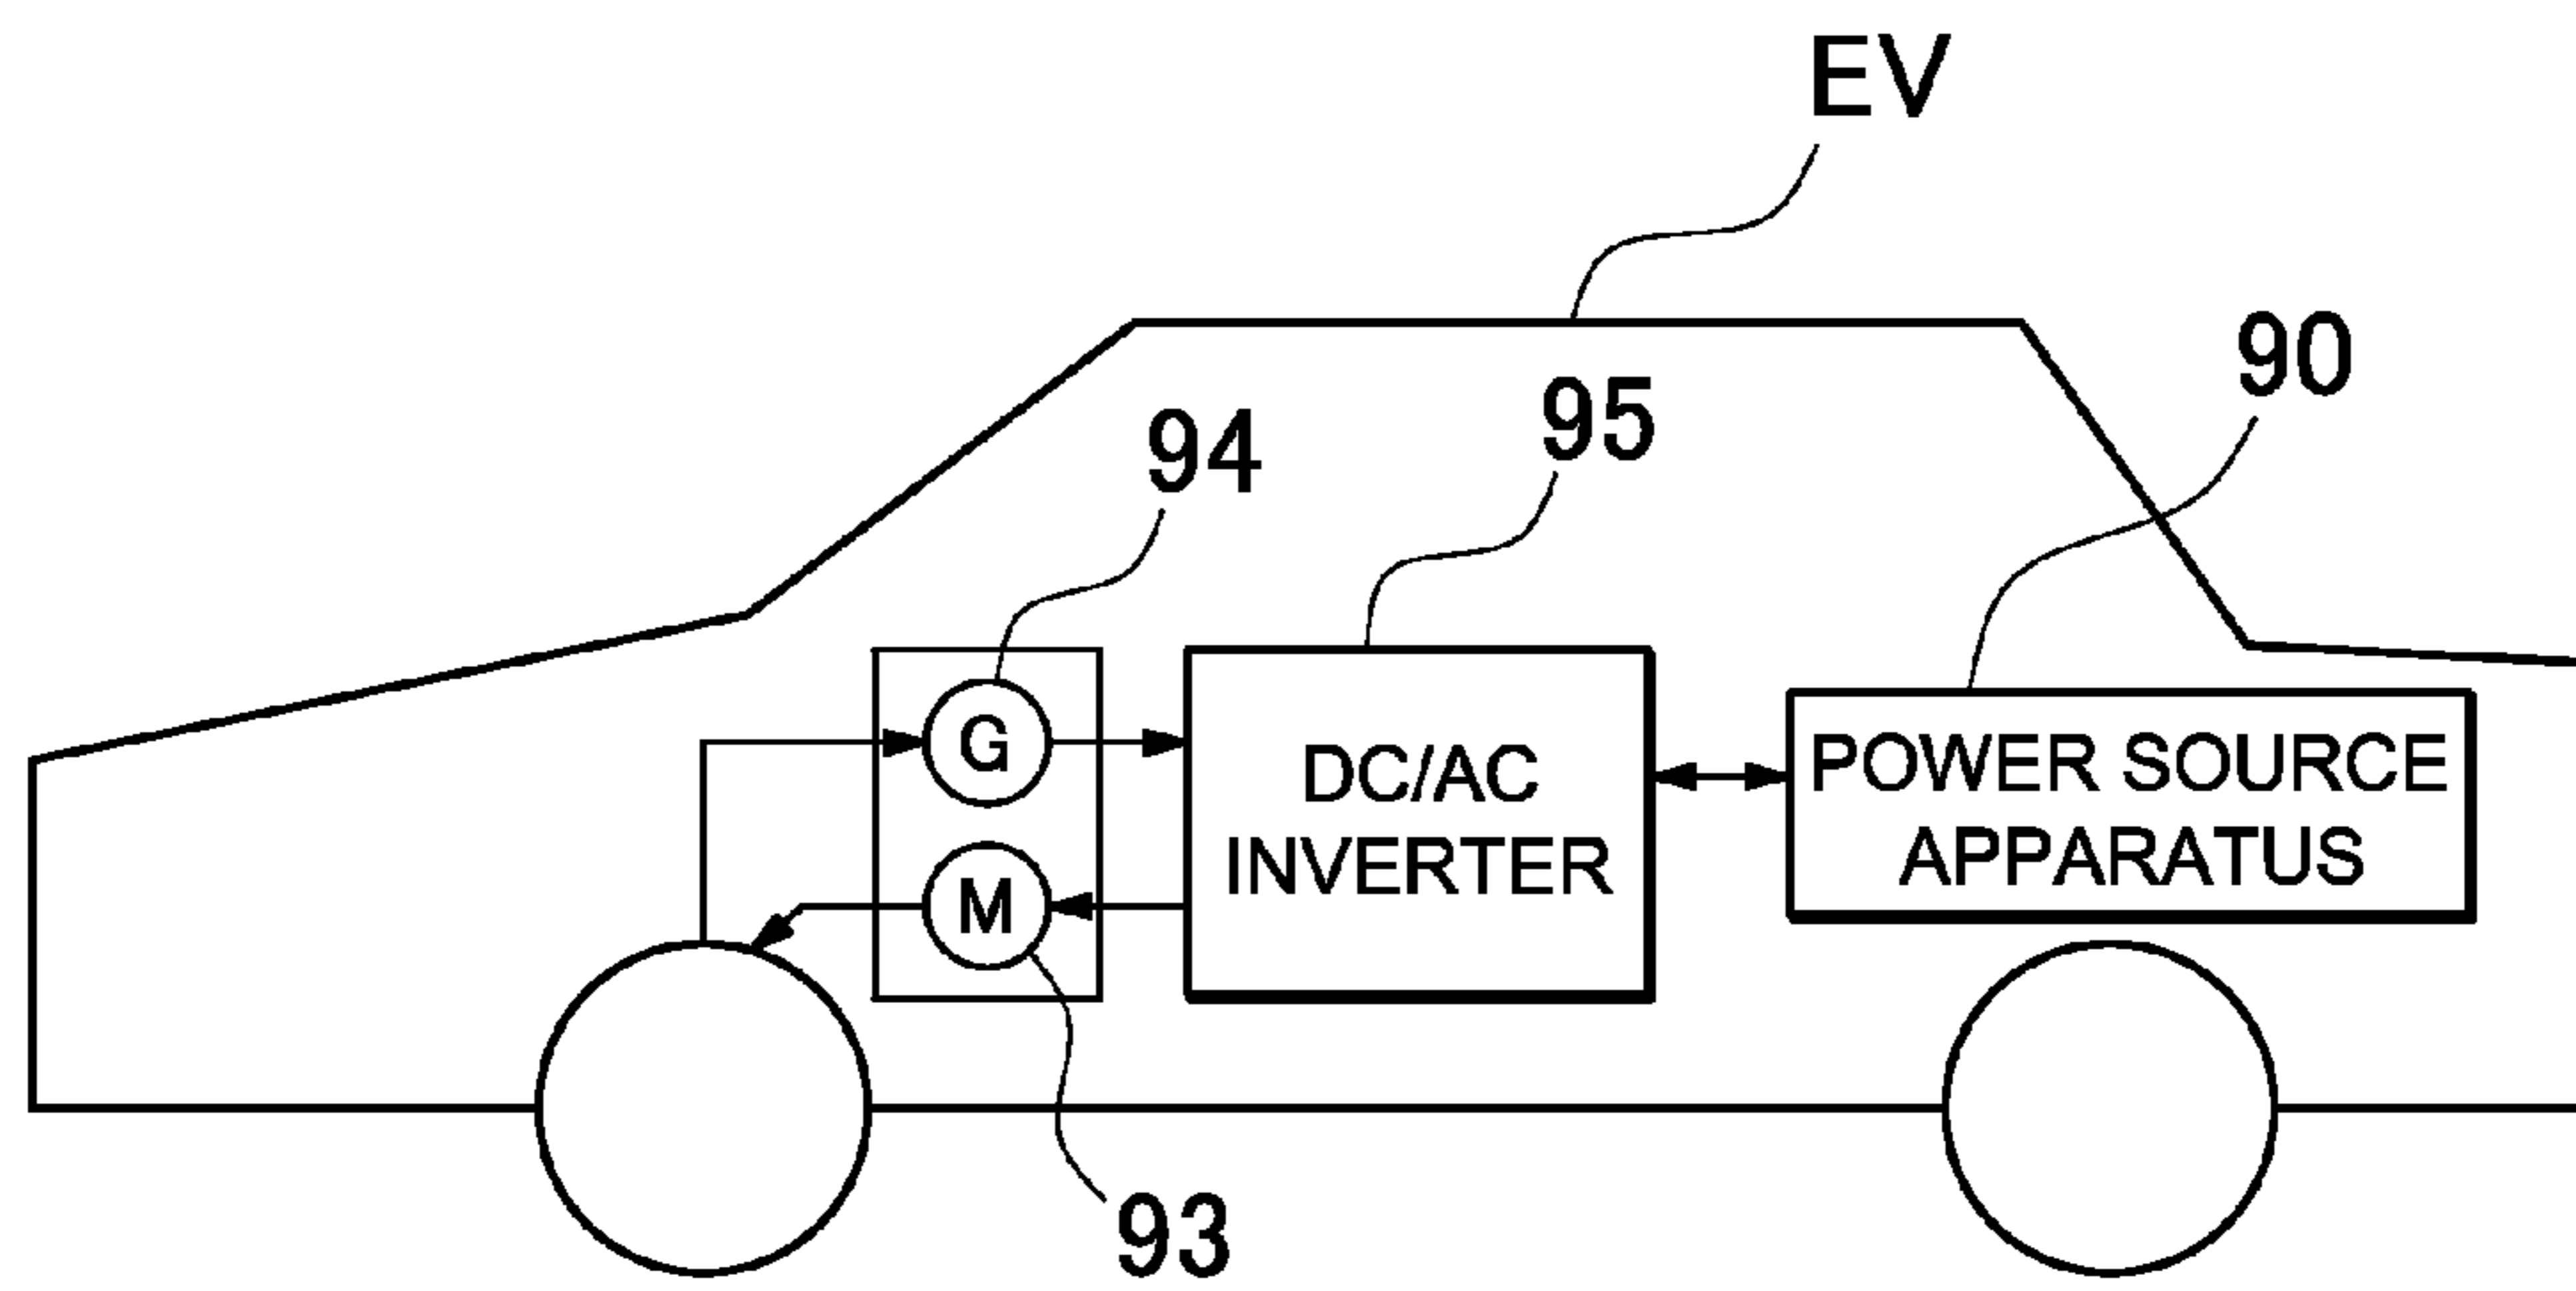 EV
90
95
94
G
DC/AC
INVERTER
POWER SOURCE
APPARATUS
M
93